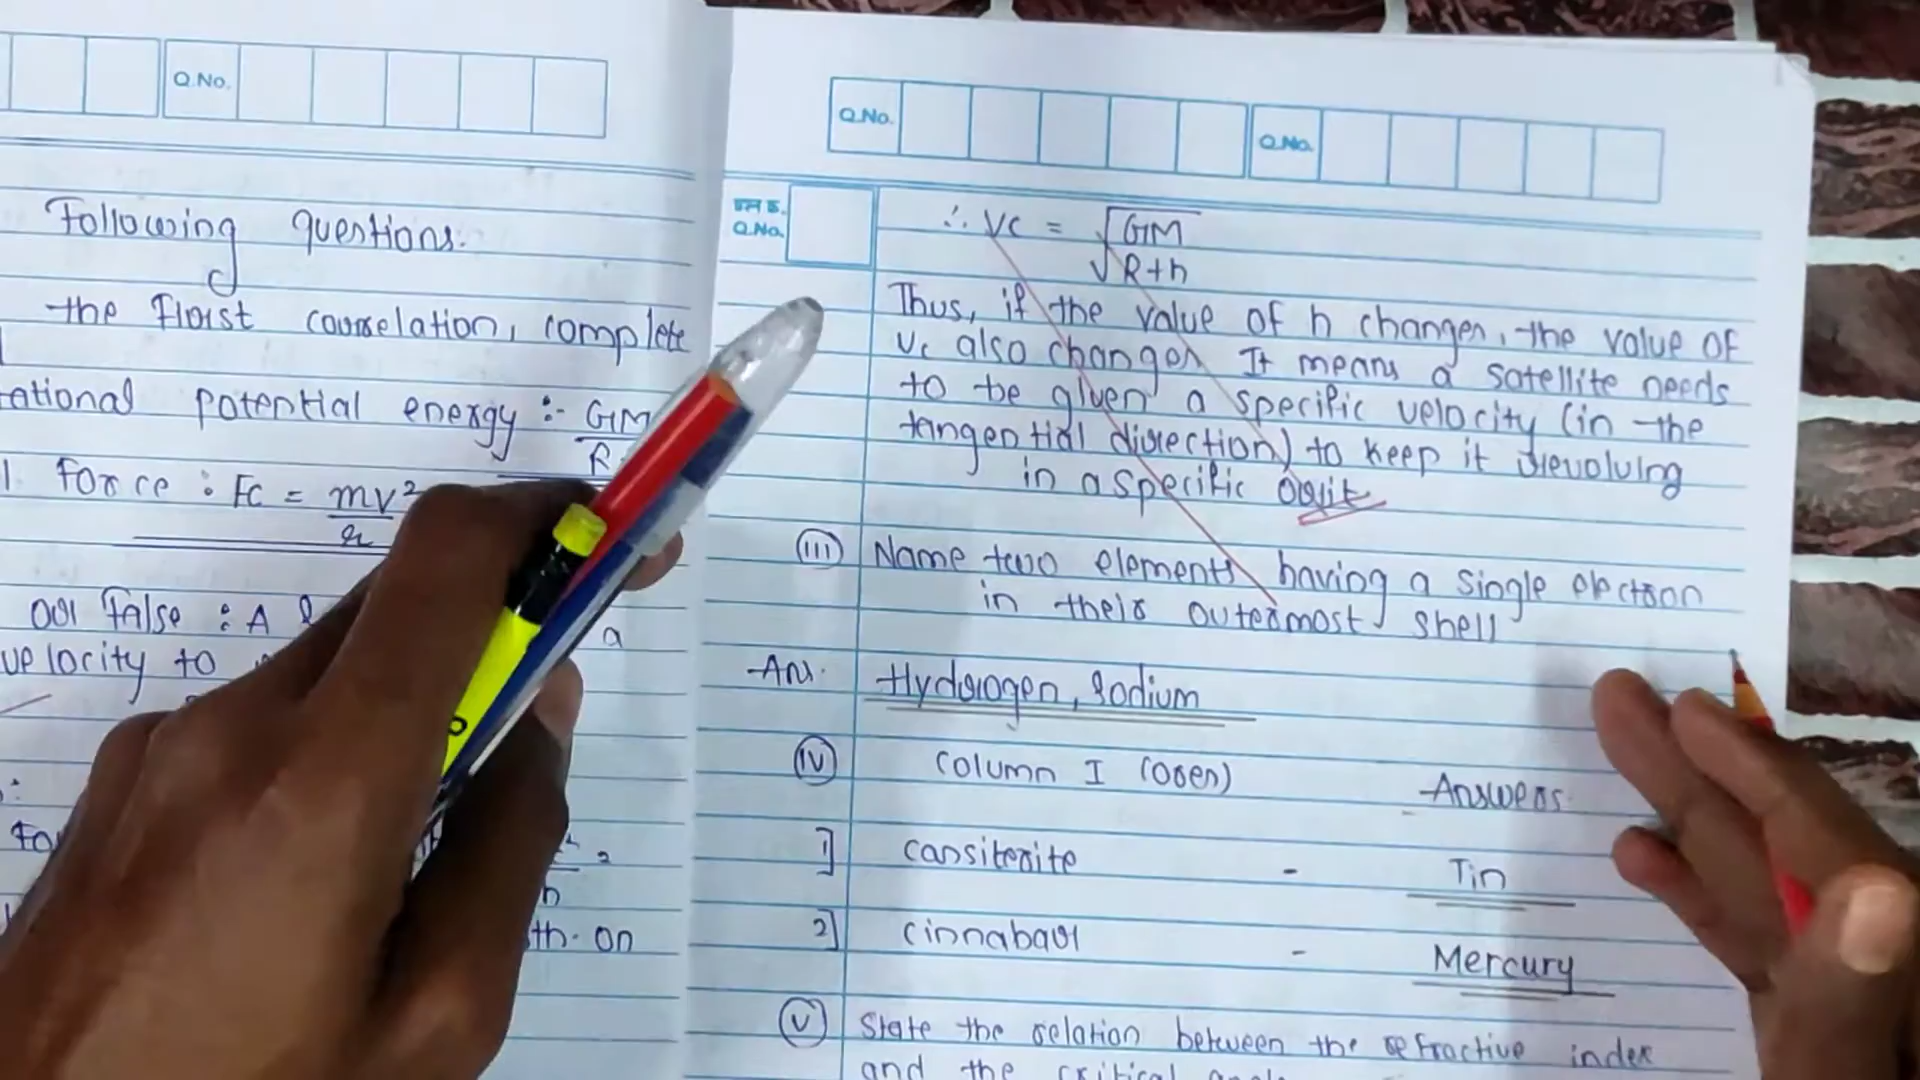 Q.No.
Following questions.
the First correlation, complete
potential energy :- GM
R
Force : Fc = mv²
r
or False : A
a
velocity to
th. on
Q.No. Q.No.
प्रश्न क्र.
Q.No.
∴ Vc = √GM
√R+h
Thus, if the value of h changes, the value of
Vc also changes It means a satellite needs
to be given a specific velocity (in the
tangential direction) to keep it revolving
in a specific
(III) Name two elements having a single electron
in their outermost shell
Ans. Hydrogen, Sodium
(IV) Column I (Ores) Answers
1] Cassiterite - Tin
2] Cinnabar - Mercury
(V) State the relation between the refractive index
and the critical